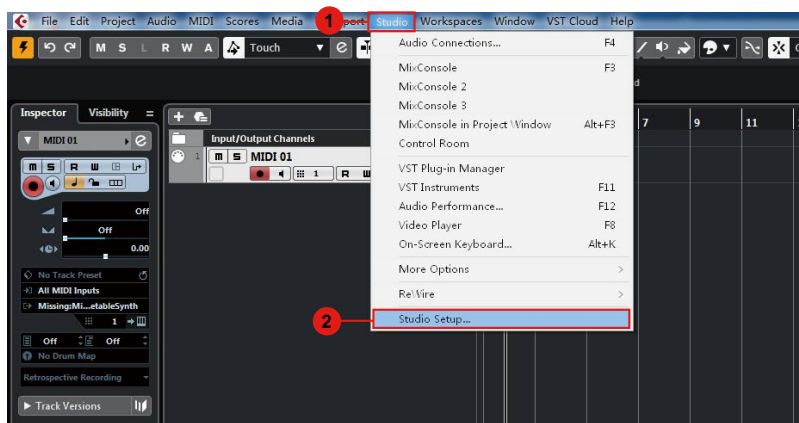 File Edit Project Audio MIDI Scores Media 1 port Studio Workspaces Window VST Cloud Help
M S L R W A Touch
Audio Connections... F4
MixConsole F3
MixConsole 2
MixConsole 3
MixConsole in Project Window Alt+F3
Control Room
VST Plug-in Manager
VST Instruments F11
Audio Performance... F12
Video Player F8
On-Screen Keyboard... Alt+K
More Options
ReWire
2 Studio Setup...
7 9 11
Inspector Visibility
MIDI 01
m S R W
Off
Off
0.00
No Track Preset
All MIDI Inputs
Missing:Mi...etableSynth
1
Off Off
No Drum Map
Retrospective Recording
Track Versions
Input/Output Channels
1 m S MIDI 01
1 R W